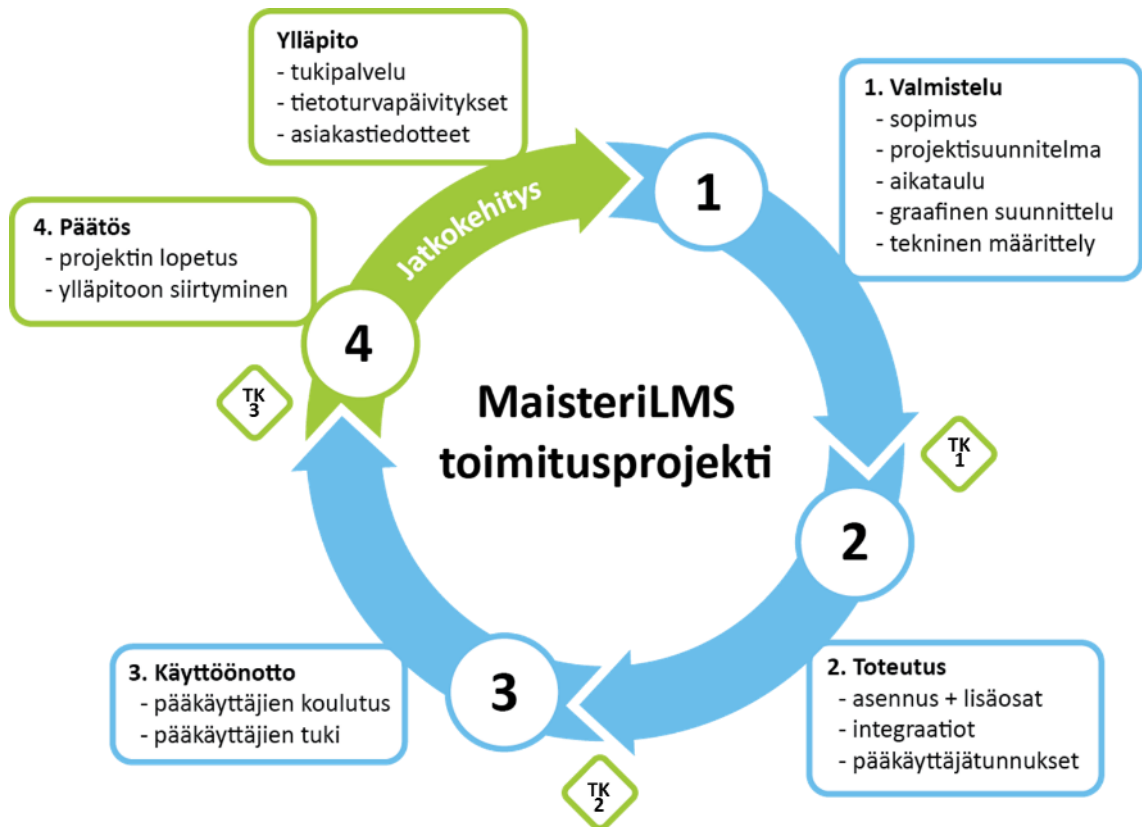 Ylläpito
- tukipalvelu
- tietoturvapäivitykset
- asiakastiedotteet
1. Valmistelu
- sopimus
- projektisuunnitelma
- aikataulu
- graafinen suunnittelu
- tekninen määrittely
4. Päätös
- projektin lopetus
- ylläpitoon siirtyminen
Jatkokehitys
1
4
TK
3
MaisteriLMS
toimitusprojekti
TK
1
2
3. Käyttöönotto
- pääkäyttäjien koulutus
- pääkäyttäjien tuki
3
2. Toteutus
- asennus + lisäosat
- integraatiot
- pääkäyttäjätunnukset
TK
2